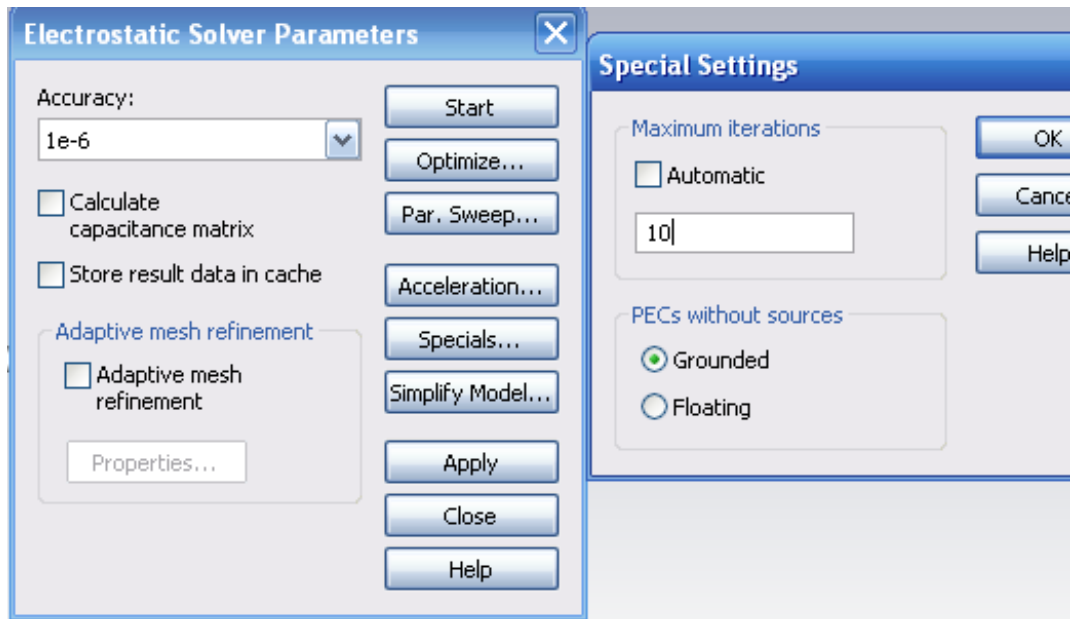 Electrostatic Solver Parameters
Accuracy:
1e-6
Calculate
capacitance matrix
Store result data in cache
Adaptive mesh refinement
Adaptive mesh
refinement
Properties...
Start
Optimize...
Par. Sweep...
Acceleration...
Specials...
Simplify Model...
Apply
Close
Help
Special Settings
Maximum iterations
Automatic
10
PECs without sources
Grounded
Floating
OK
Cance
Help